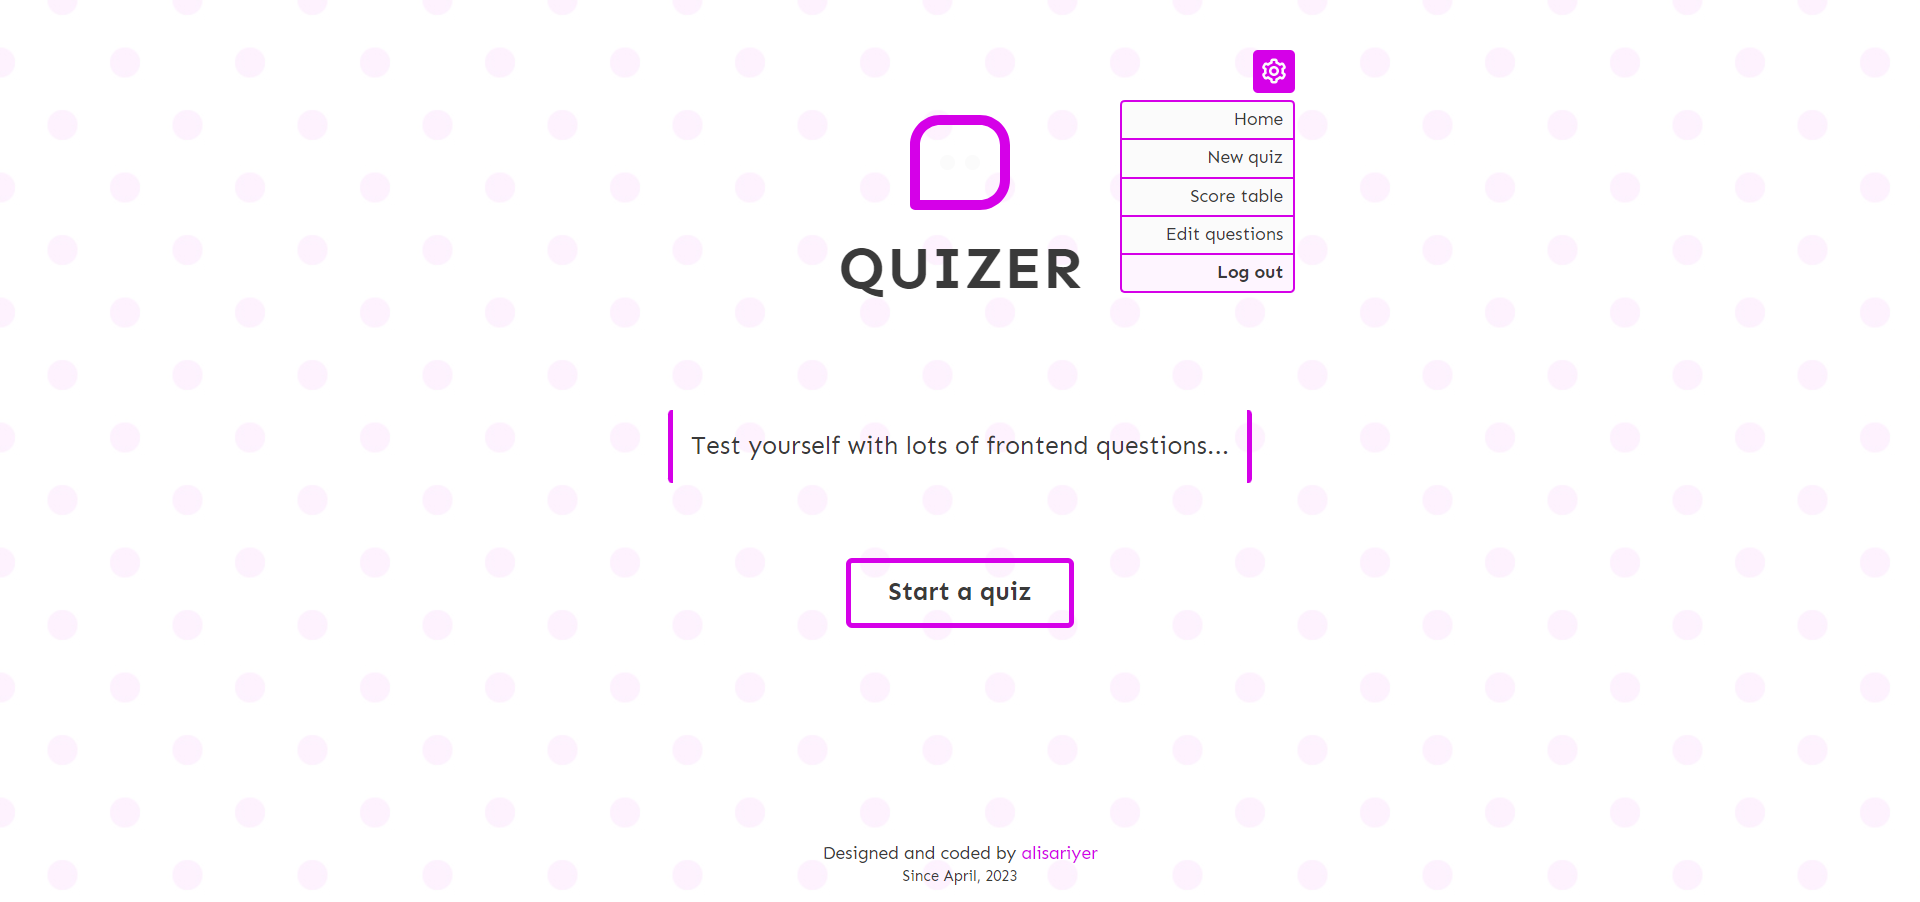 Home
New quiz
Score table
Edit questions
Log out
QUIZER
Test yourself with lots of frontend questions...
Start a quiz
Designed and coded by alisariyer
Since April, 2023